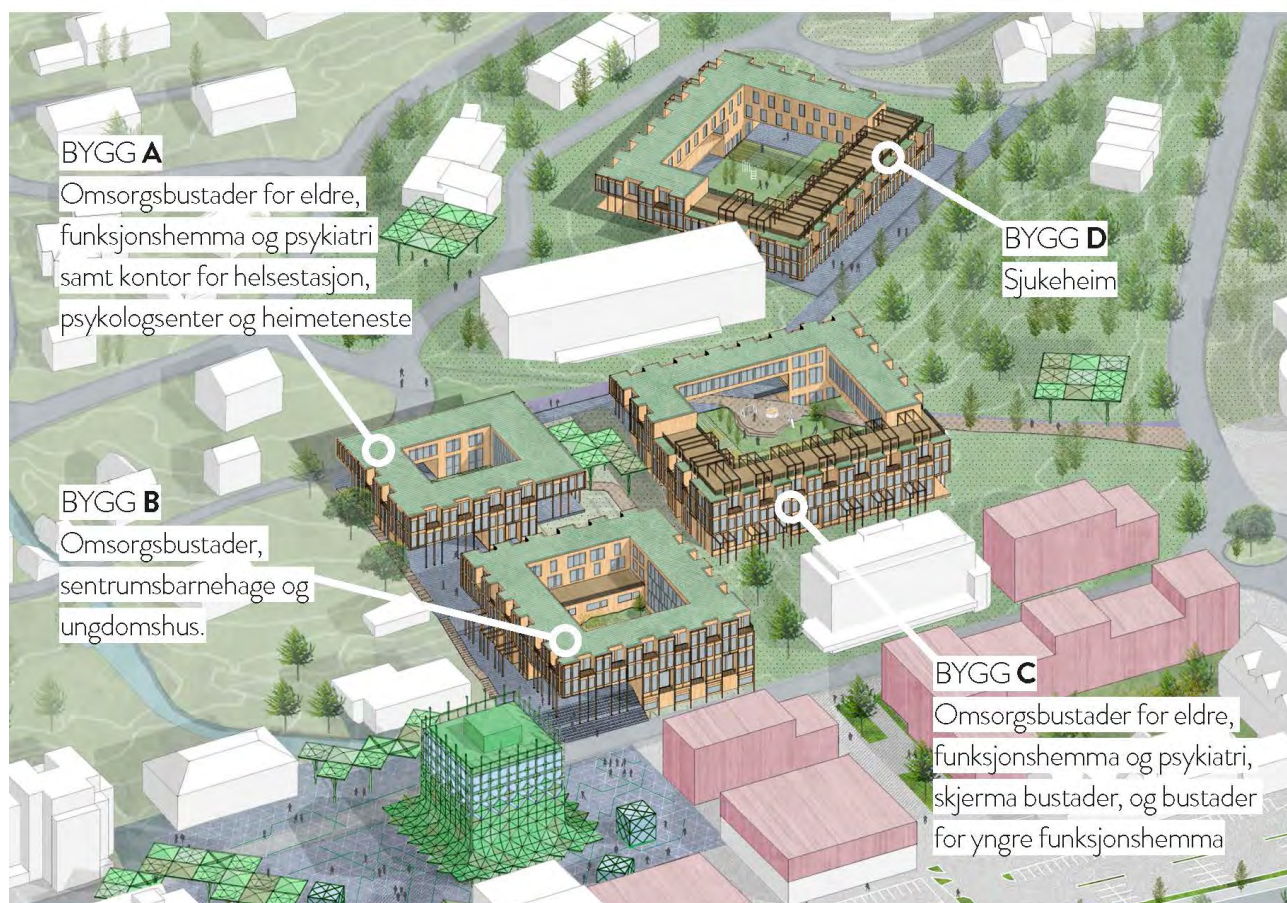 BYGG A
Omsorgsbustader for eldre,
funksjonshemma og psykiatri
samt kontor for helsestasjon,
psykologsenter og heimeteneste
BYGG D
Sjukeheim
BYGG B
Omsorgsbustader,
sentrumsbarnehage og
ungdomshus.
BYGG C
Omsorgsbustader for eldre,
funksjonshemma og psykiatri,
skjerma bustader, og bustader
for yngre funksjonshemma